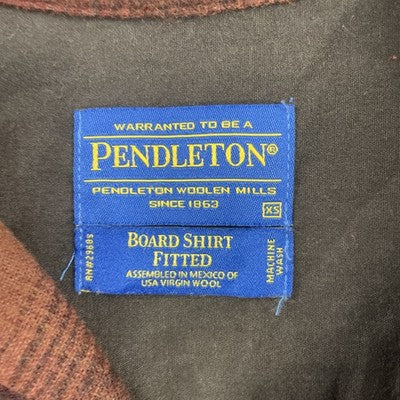 WARRANTED TO BE A
PENDLETON®
PENDLETON WOOLEN MILLS
SINCE 1863
XS
BOARD SHIRT
FITTED
ASSEMBLED IN MEXICO OF
USA VIRGIN WOOL
RN#29685
MACHINE
WASH